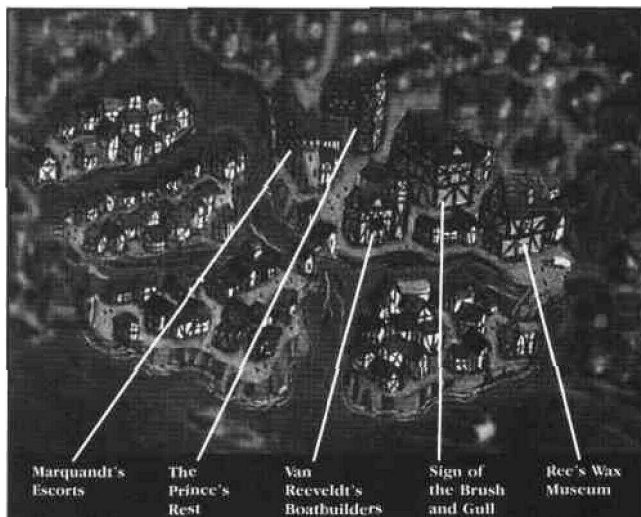 Marquandt's
Escorts
The
Prince's
Rest
Van
Reeveldt's
Boatbuilders
Sign of
the Brush
and Gull
Ree's Wax
Museum